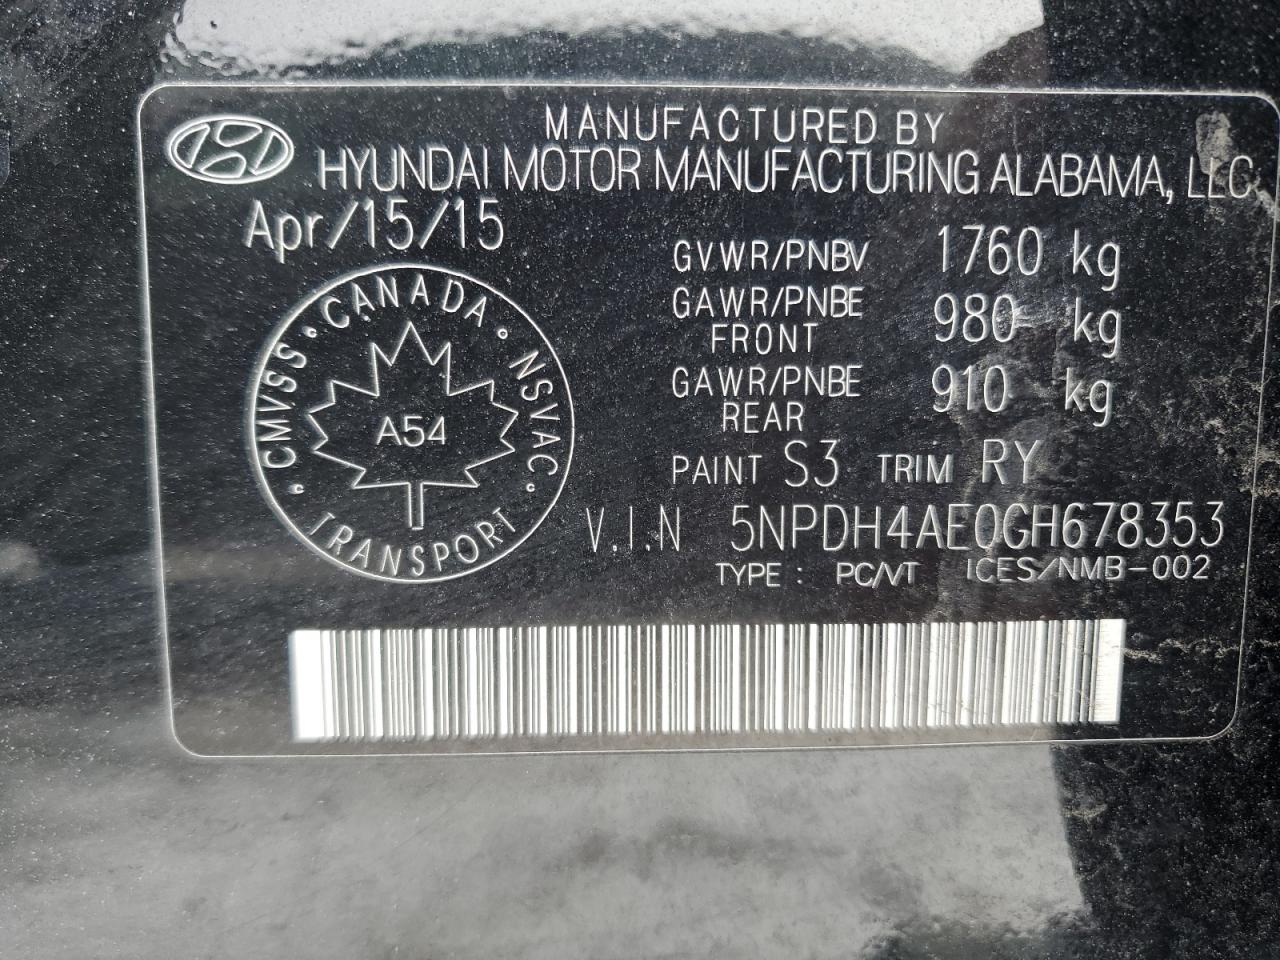 MANUFACTURED BY
HYUNDAI MOTOR MANUFACTURING ALABAMA, LLC
Apr/15/15
GVWR/PNBV 1760 kg
GAWR/PNBE FRONT 980 kg
GAWR/PNBE REAR 910 kg
CMVSS · CANADA · NSVAC · TRANSPORT ·
A54
PAINT S3 TRIM RY
V.I.N 5NPDH4AE0GH678353
TYPE : PC/VT ICES/NMB-002